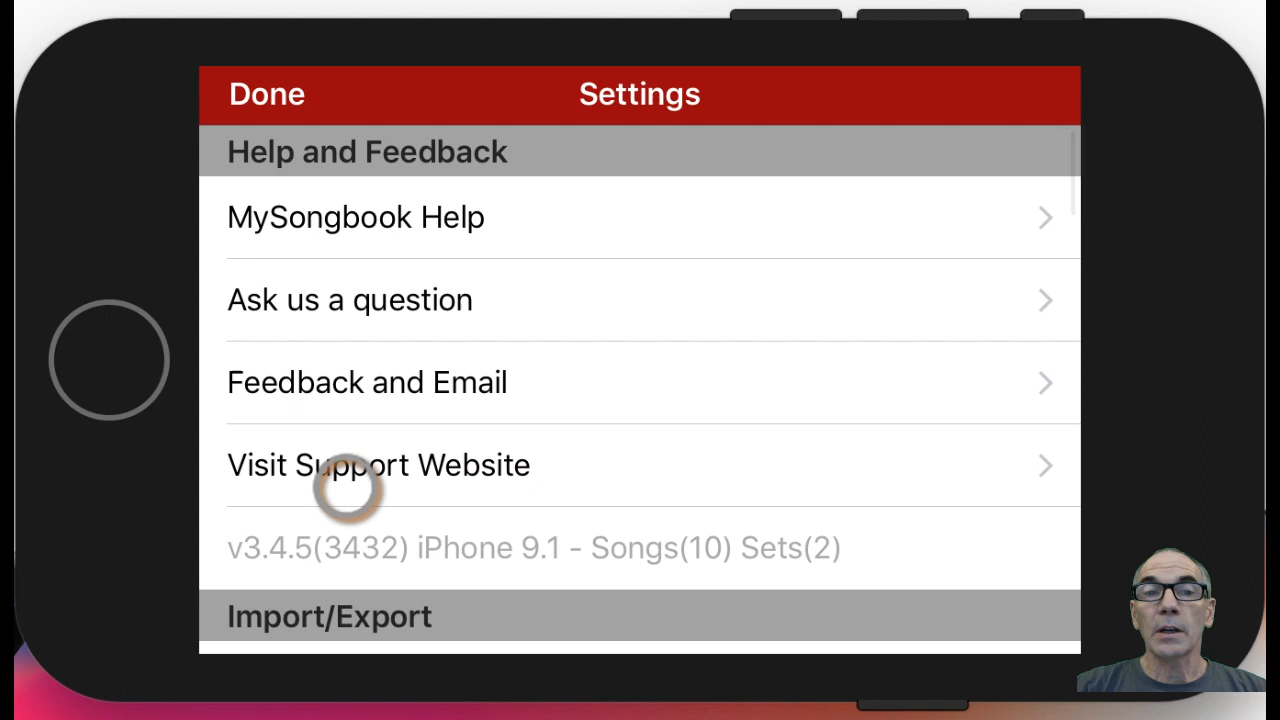 Done
Settings
Help and Feedback
MySongbook Help
Ask us a question
Feedback and Email
Visit Support Website
v3.4.5(3432) iPhone 9.1 - Songs(10) Sets(2)
Import/Export